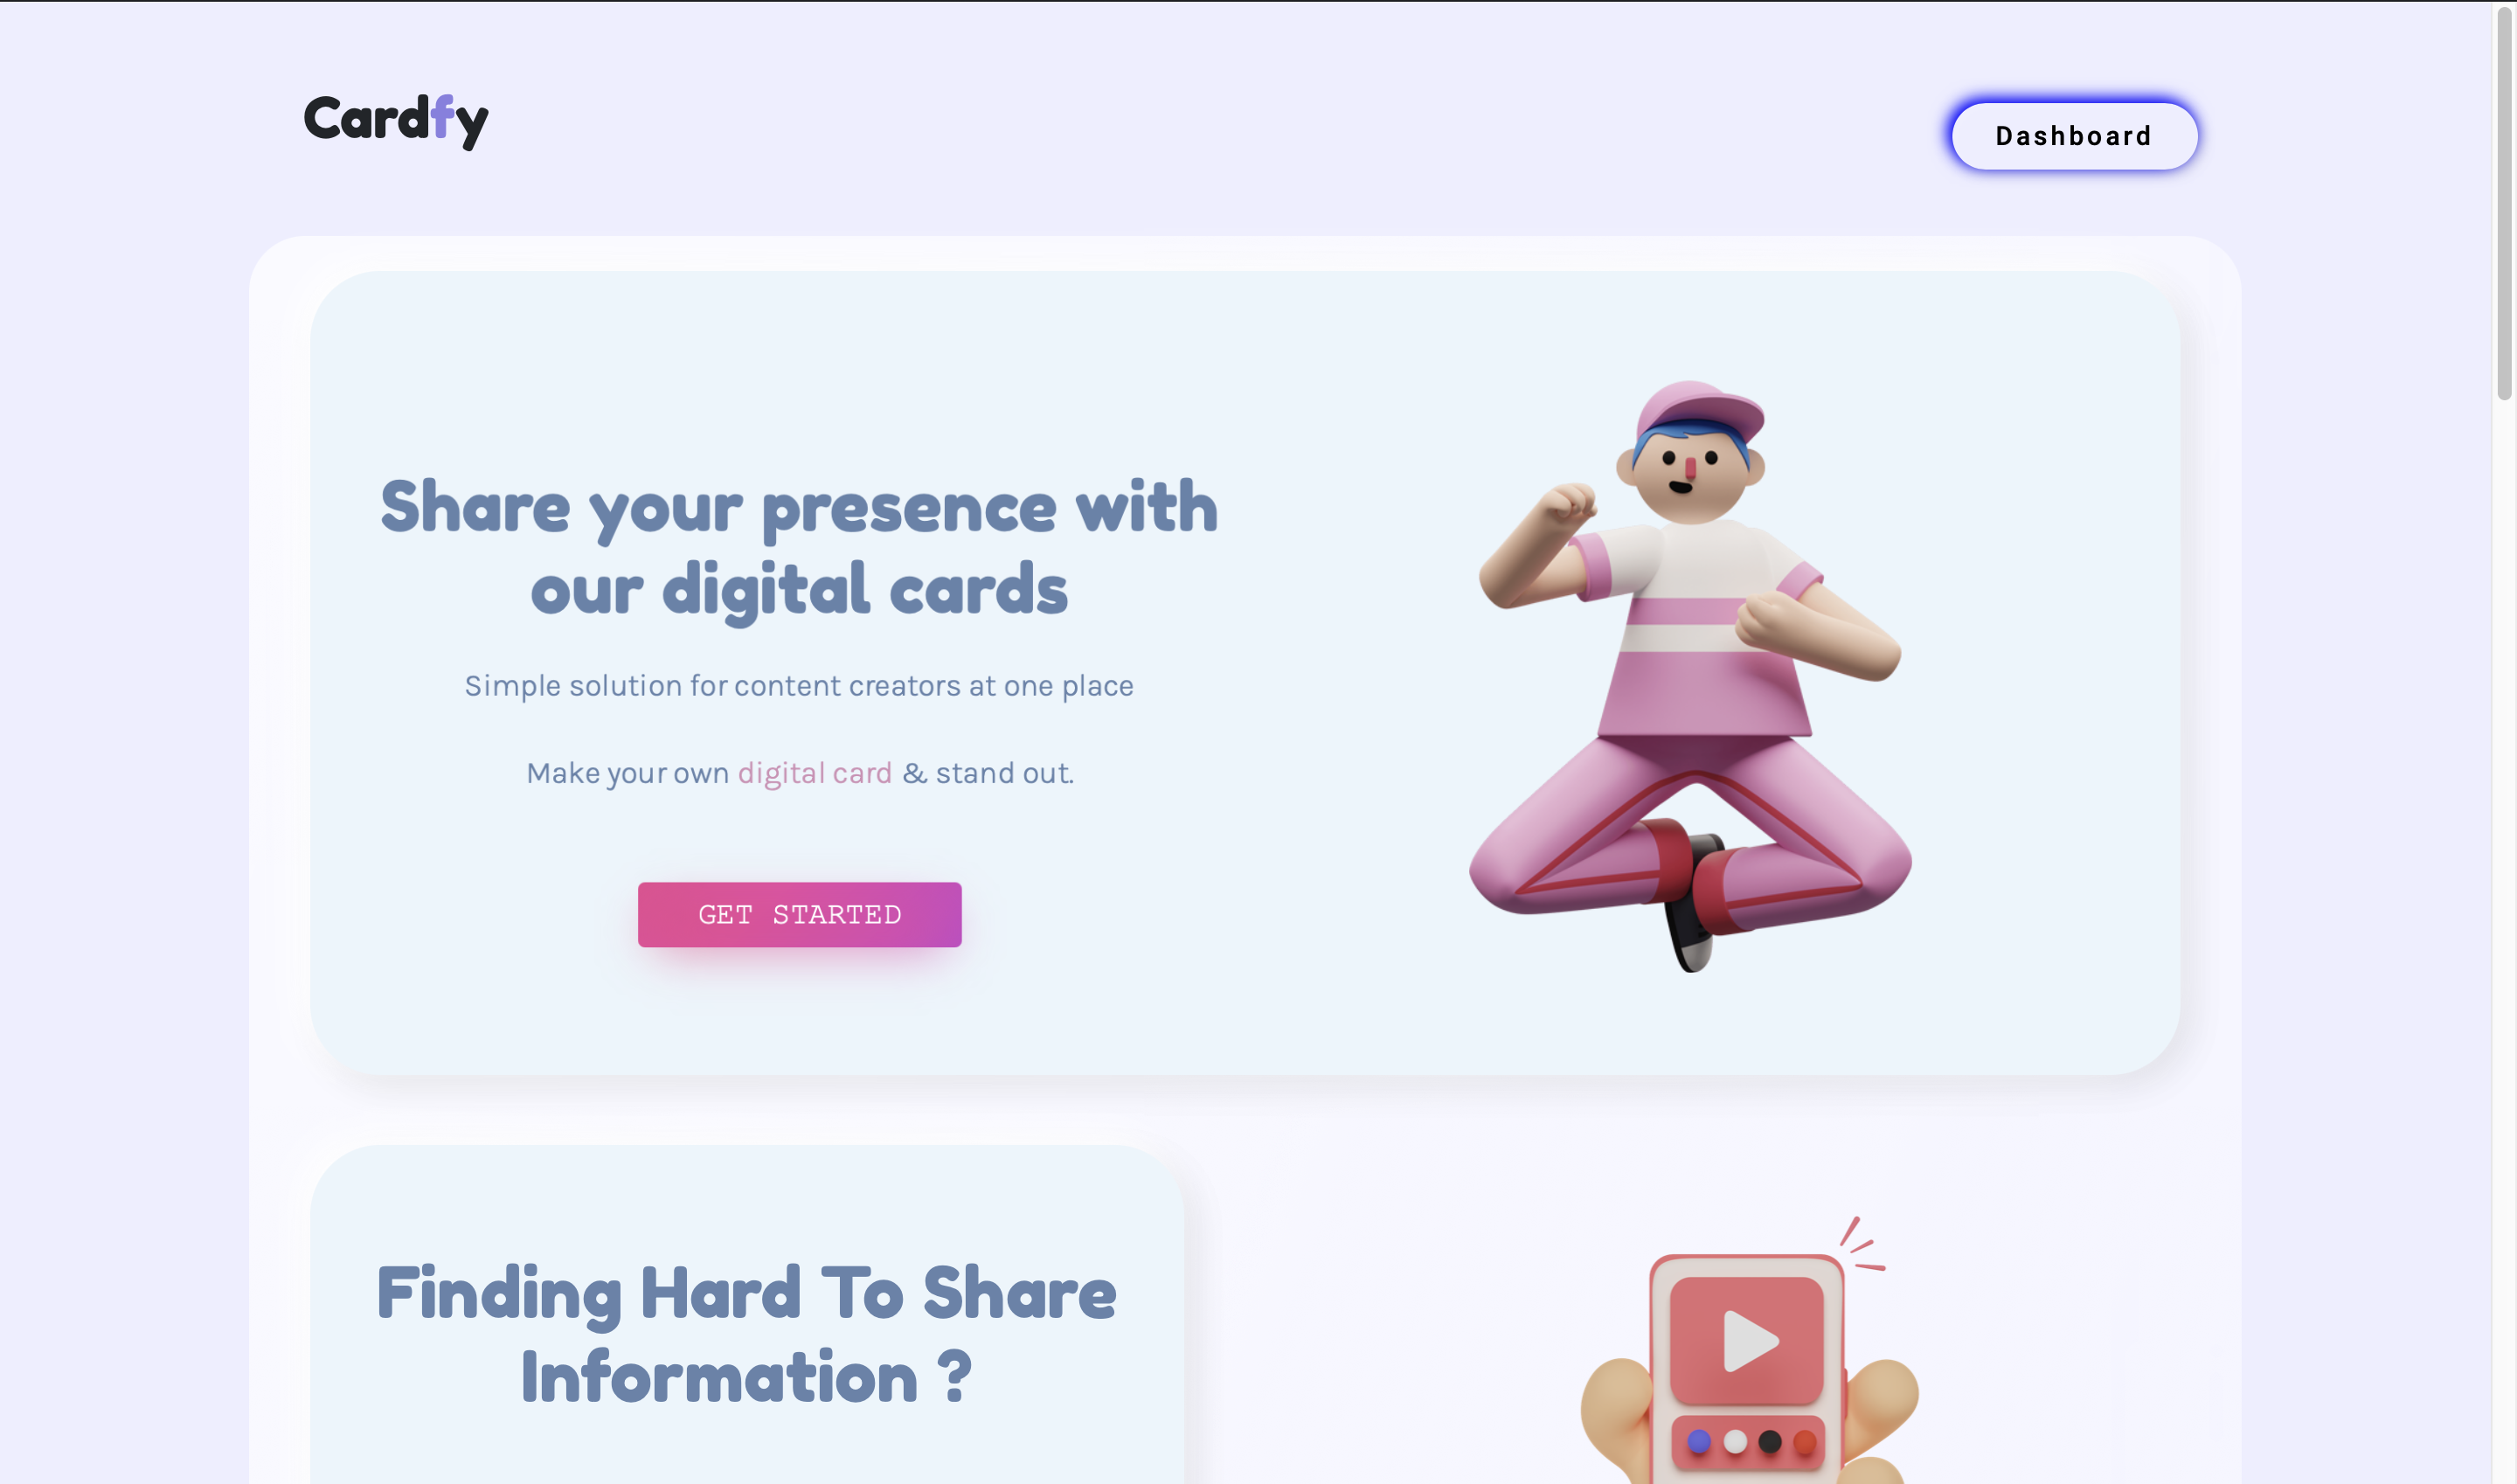 Cardfy
Dashboard
Share your presence with
our digital cards
Simple solution for content creators at one place
Make your own digital card & stand out.
GET STARTED
Finding Hard To Share
Information ?